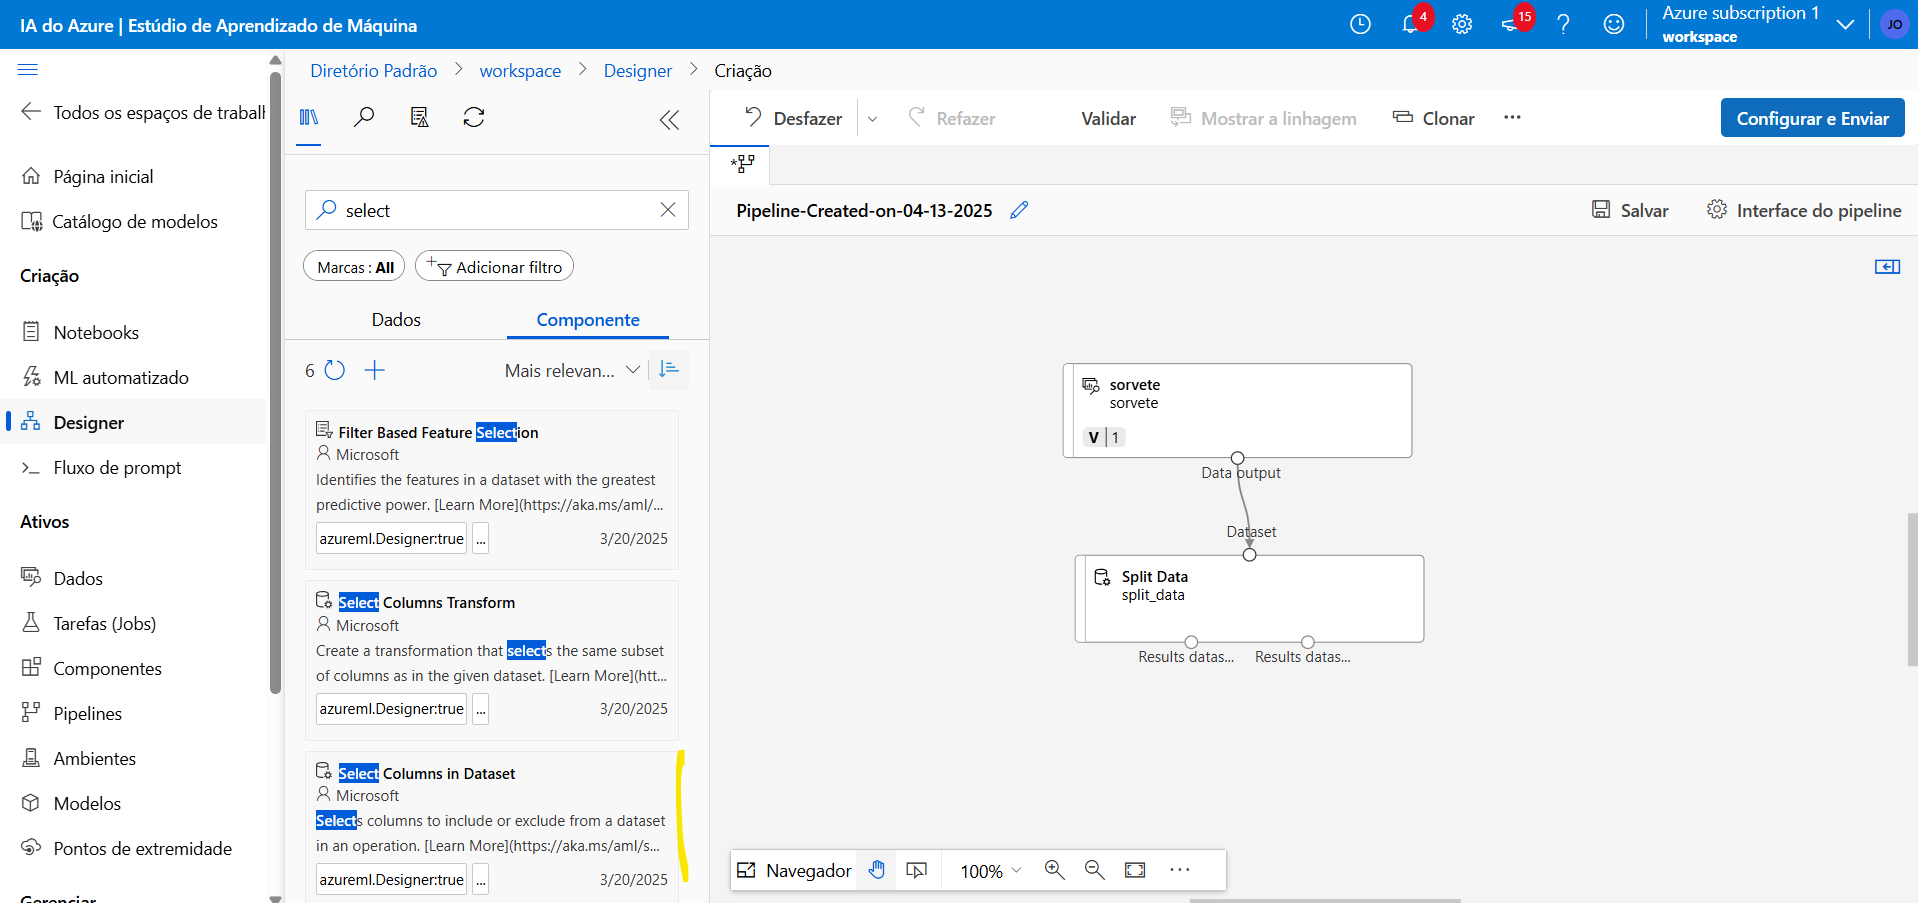 IA do Azure | Estúdio de Aprendizado de Máquina
4
15
Azure subscription 1
workspace
JO
Todos os espaços de trabalh
Página inicial
Catálogo de modelos
Criação
Notebooks
ML automatizado
Designer
Fluxo de prompt
Ativos
Dados
Tarefas (Jobs)
Componentes
Pipelines
Ambientes
Modelos
Pontos de extremidade
Gerenciar
Diretório Padrão > workspace > Designer > Criação
select
Marcas : All
Adicionar filtro
Dados
Componente
6
Mais relevan...
Filter Based Feature Selection
Microsoft
Identifies the features in a dataset with the greatest
predictive power. [Learn More](https://aka.ms/aml/...
azureml.Designer:true
...
3/20/2025
Select Columns Transform
Microsoft
Create a transformation that selects the same subset
of columns as in the given dataset. [Learn More](htt...
azureml.Designer:true
...
3/20/2025
Select Columns in Dataset
Microsoft
Selects columns to include or exclude from a dataset
in an operation. [Learn More](https://aka.ms/aml/s...
azureml.Designer:true
...
3/20/2025
Desfazer
Refazer
Validar
Mostrar a linhagem
Clonar
...
Configurar e Enviar
Pipeline-Created-on-04-13-2025
Salvar
Interface do pipeline
sorvete
sorvete
V | 1
Data output
Dataset
Split Data
split_data
Results datas...
Results datas...
Navegador
100%
...